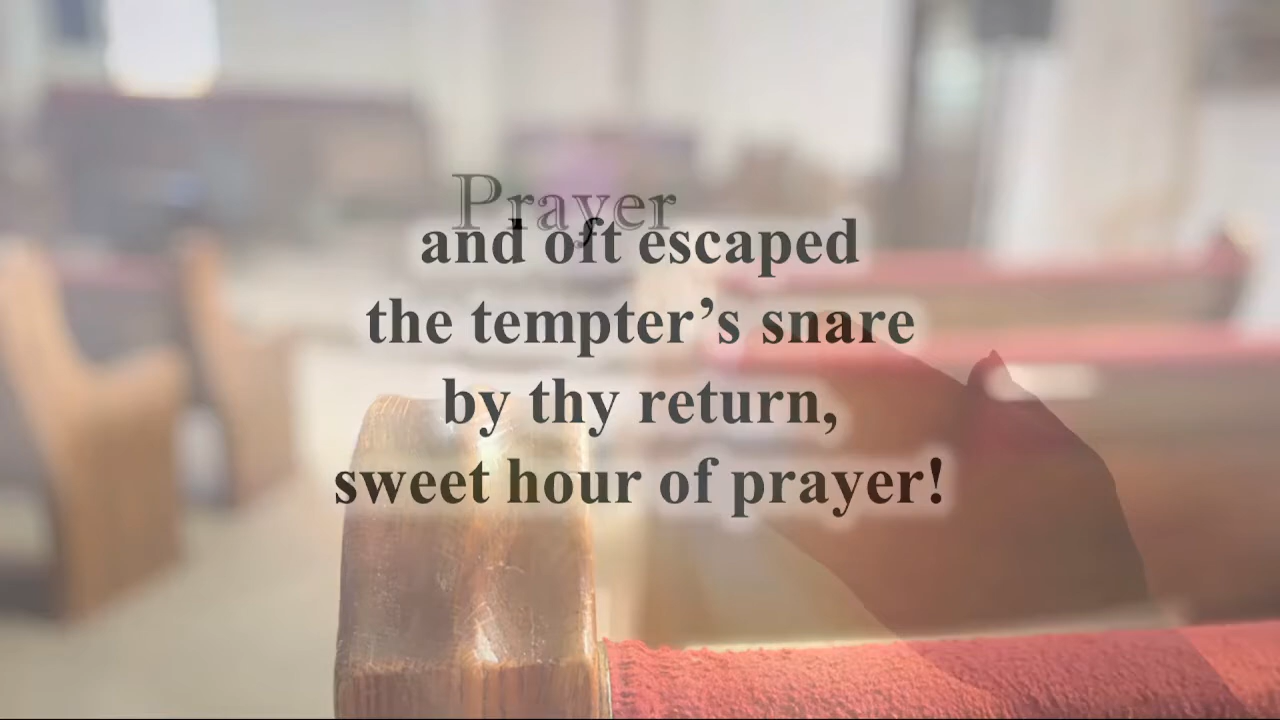 Prayer
and oft escaped
the tempter’s snare
by thy return,
sweet hour of prayer!